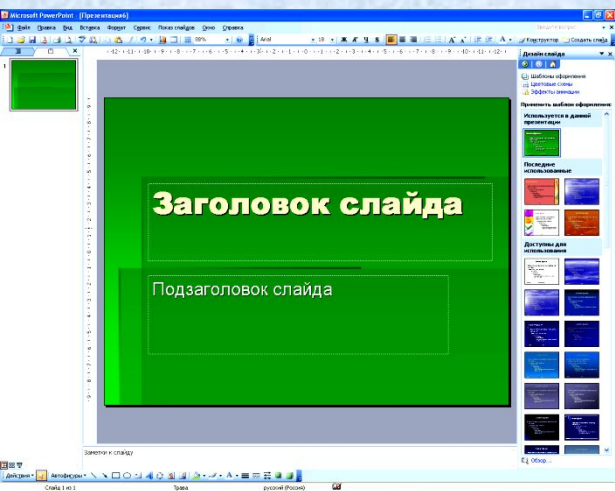 Microsoft PowerPoint - [Презентация6]
Файл Правка Вид Вставка Формат Сервис Показ слайдов Окно Справка
Arial 18 Ж К Ч S Конструктор Создать слайд
Дизайн слайда
Шаблоны оформления
Цветовые схемы
Эффекты анимации
Применить шаблон оформления:
Используется в данной
презентации
1
Последние
использованные
Заголовок слайда
Доступны для
использования
Подзаголовок слайда
Заметки к слайду
Обзор...
Действия Автофигуры
Слайд 1 из 1 Трава русский (Россия)